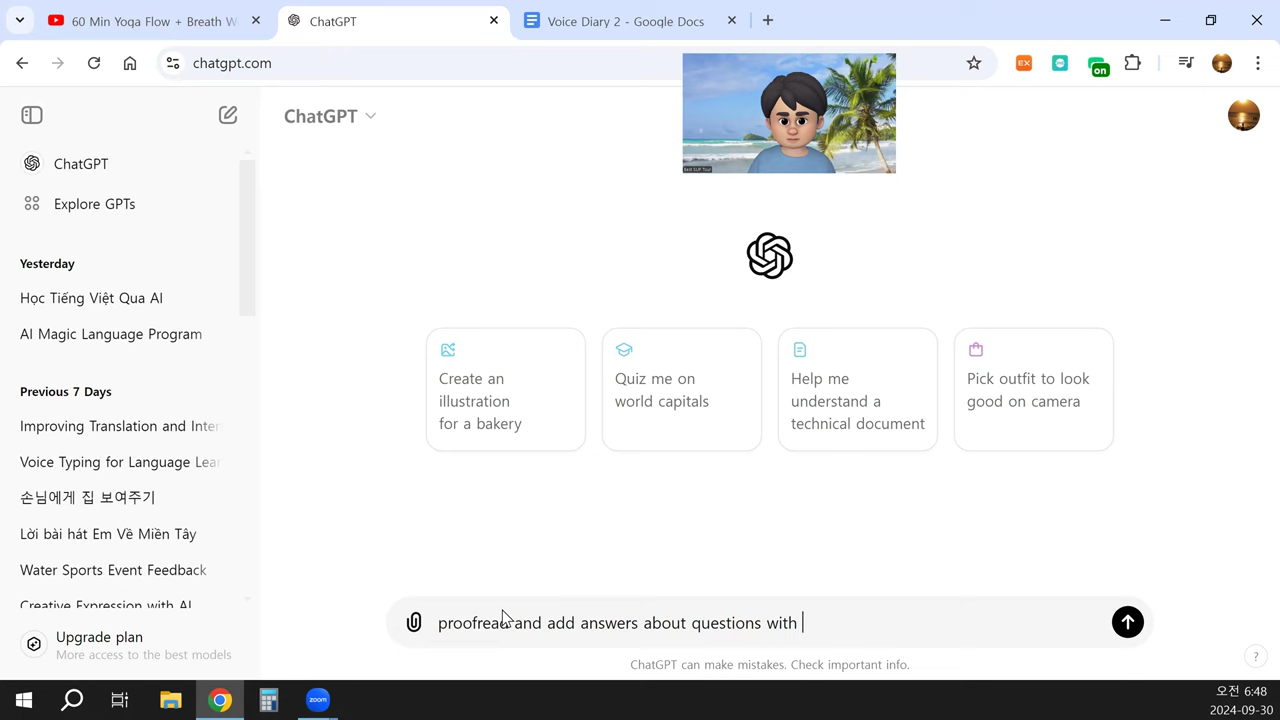 60 Min Yoga Flow + Breath W
ChatGPT
Voice Diary 2 - Google Docs
chatgpt.com
EX
on
ChatGPT
ChatGPT
Explore GPTs
Yesterday
Học Tiếng Việt Qua AI
AI Magic Language Program
Previous 7 Days
Improving Translation and Inter
Voice Typing for Language Lear
손님에게 집 보여주기
Lời bài hát Em Về Miền Tây
Water Sports Event Feedback
Creative Expression with AI
Upgrade plan
More access to the best models
Best SUP Tour
Create an
illustration
for a bakery
Quiz me on
world capitals
Help me
understand a
technical document
Pick outfit to look
good on camera
proofread and add answers about questions with
ChatGPT can make mistakes. Check important info.
?
zoom
오전 6:48
2024-09-30